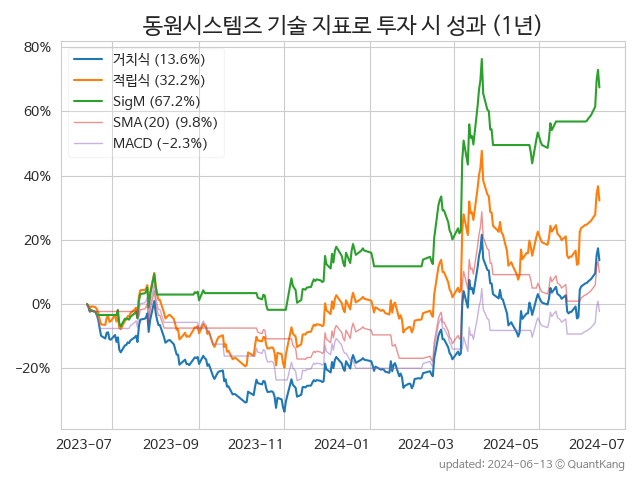 동원시스템즈 기술 지표로 투자 시 성과 (1년)
80%
60%
40%
20%
0%
−20%
거치식 (13.6%)
적립식 (32.2%)
SigM (67.2%)
SMA(20) (9.8%)
MACD (−2.3%)
2023-07
2023-09
2023-11
2024-01
2024-03
2024-05
2024-07
updated: 2024-06-13 © QuantKang